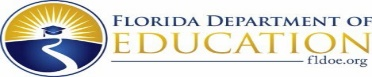 FLORIDA DEPARTMENT OF
EDUCATION
fldoe.org